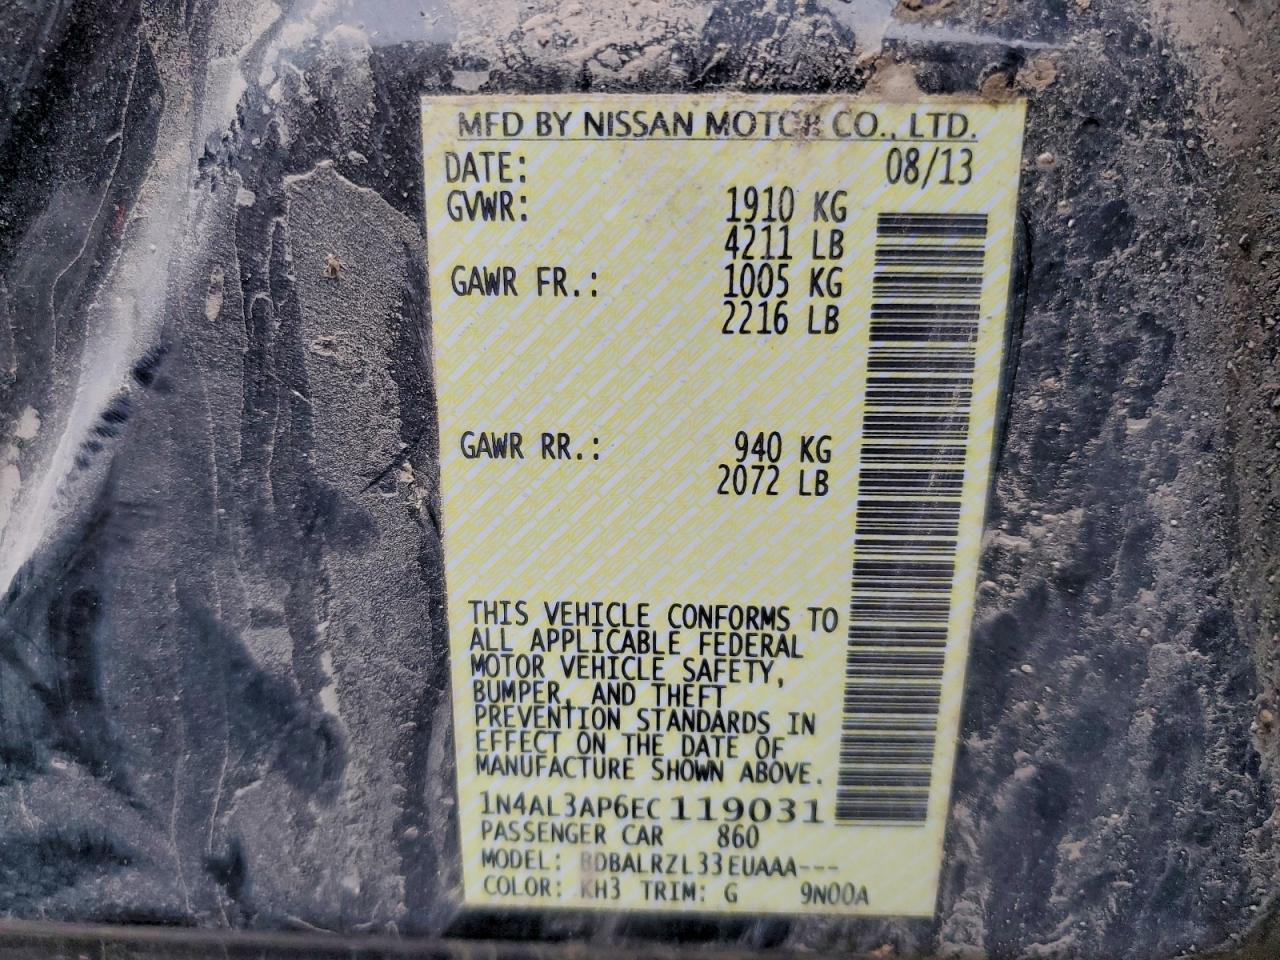 MFD BY NISSAN MOTOR CO., LTD.
DATE: 08/13
GVWR: 1910 KG
4211 LB
GAWR FR.: 1005 KG
2216 LB
GAWR RR.: 940 KG
2072 LB
THIS VEHICLE CONFORMS TO
ALL APPLICABLE FEDERAL
MOTOR VEHICLE SAFETY,
BUMPER, AND THEFT
PREVENTION STANDARDS IN
EFFECT ON THE DATE OF
MANUFACTURE SHOWN ABOVE.
1N4AL3AP6EC119031
PASSENGER CAR 860
MODEL: BDBALRZL33EUAAA---
COLOR: KH3 TRIM: G 9N00A